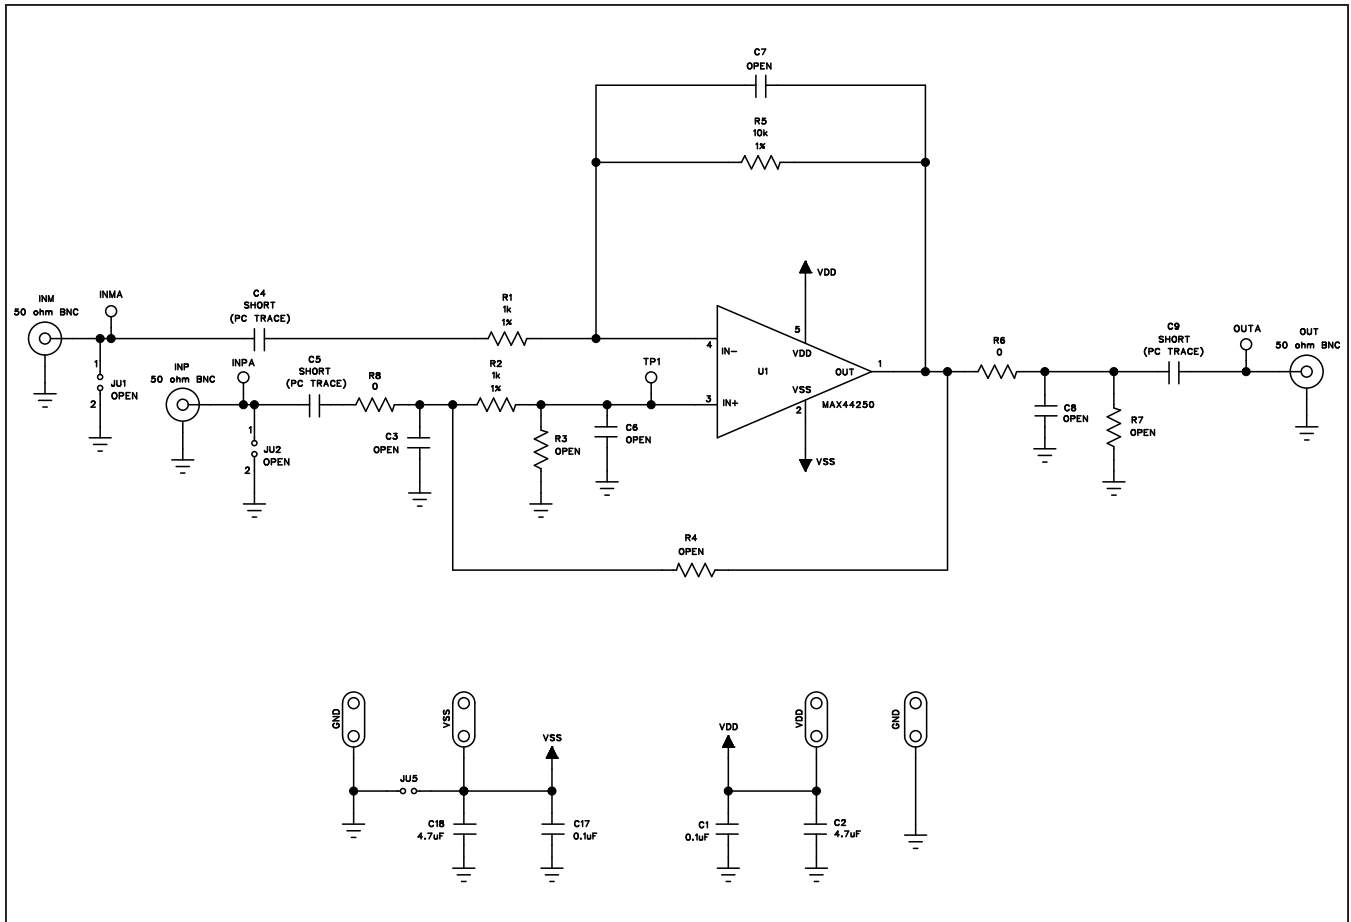 C7
OPEN
R5
10k
1%
VDD
INM
50 ohm BNC
INMA
C4
SHORT
(PC TRACE)
R1
1k
1%
1
JU1
2
OPEN
INP
50 ohm BNC
INPA
C5
SHORT
(PC TRACE)
R8
0
R2
1k
1%
TP1
1
JU2
2
OPEN
C3
OPEN
R3
OPEN
C6
OPEN
4
IN-
3
IN+
5
VDD
U1
OUT
1
VSS
2
MAX44250
VSS
R6
0
C9
SHORT
(PC TRACE)
OUTA
OUT
50 ohm BNC
C8
OPEN
R7
OPEN
R4
OPEN
GND
VSS
VSS
JU5
C18
4.7uF
C17
0.1uF
VDD
VDD
GND
C1
0.1uF
C2
4.7uF